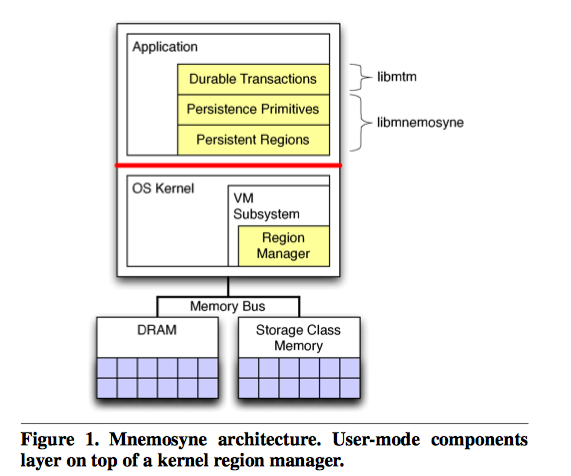 Application
Durable Transactions
libmtm
Persistence Primitives
libmnemosyne
Persistent Regions
OS Kernel
VM
Subsystem
Region
Manager
Memory Bus
DRAM
Storage Class
Memory
Figure 1. Mnemosyne architecture. User-mode components
layer on top of a kernel region manager.